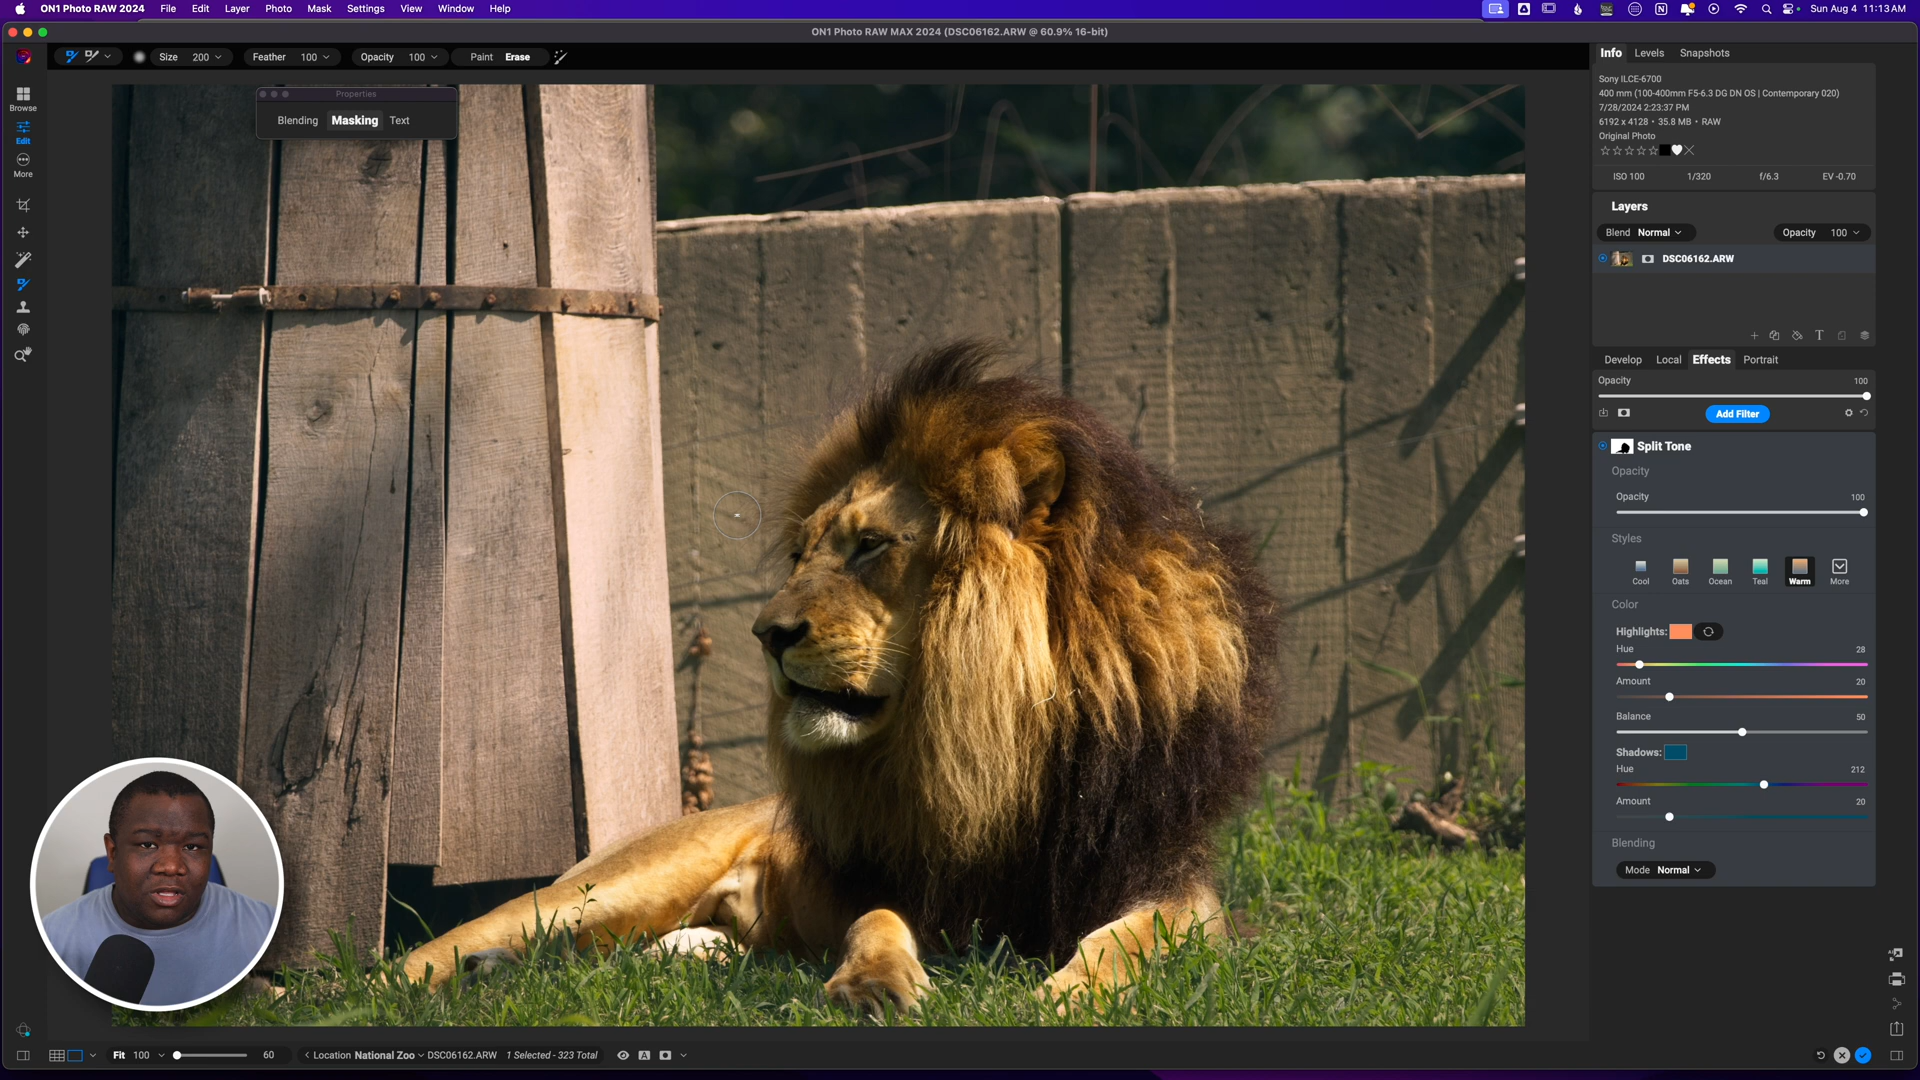 ON1 Photo RAW 2024 File Edit Layer Photo Mask Settings View Window Help Sun Aug 4 11:13 AM
ON1 Photo RAW MAX 2024 (DSC06162.ARW @ 60.9% 16-bit)
Size 200 Feather 100 Opacity 100 Paint Erase
Info Levels Snapshots
Sony ILCE-6700
400 mm (100-400mm F5-6.3 DG DN OS | Contemporary 020)
7/28/2024 2:23:37 PM
6192 x 4128 • 35.8 MB • RAW
Original Photo
ISO 100 1/320 f/6.3 EV -0.70
Properties
Blending Masking Text
Browse
Edit
More
Layers
Blend Normal Opacity 100
DSC06162.ARW
Develop Local Effects Portrait
Opacity 100
Add Filter
Split Tone
Opacity
Opacity 100
Styles
Cool Oats Ocean Teal Warm More
Color
Highlights:
Hue 28
Amount 20
Balance 50
Shadows:
Hue 212
Amount 20
Blending
Mode Normal
Fit 100 60 Location National Zoo DSC06162.ARW 1 Selected - 323 Total